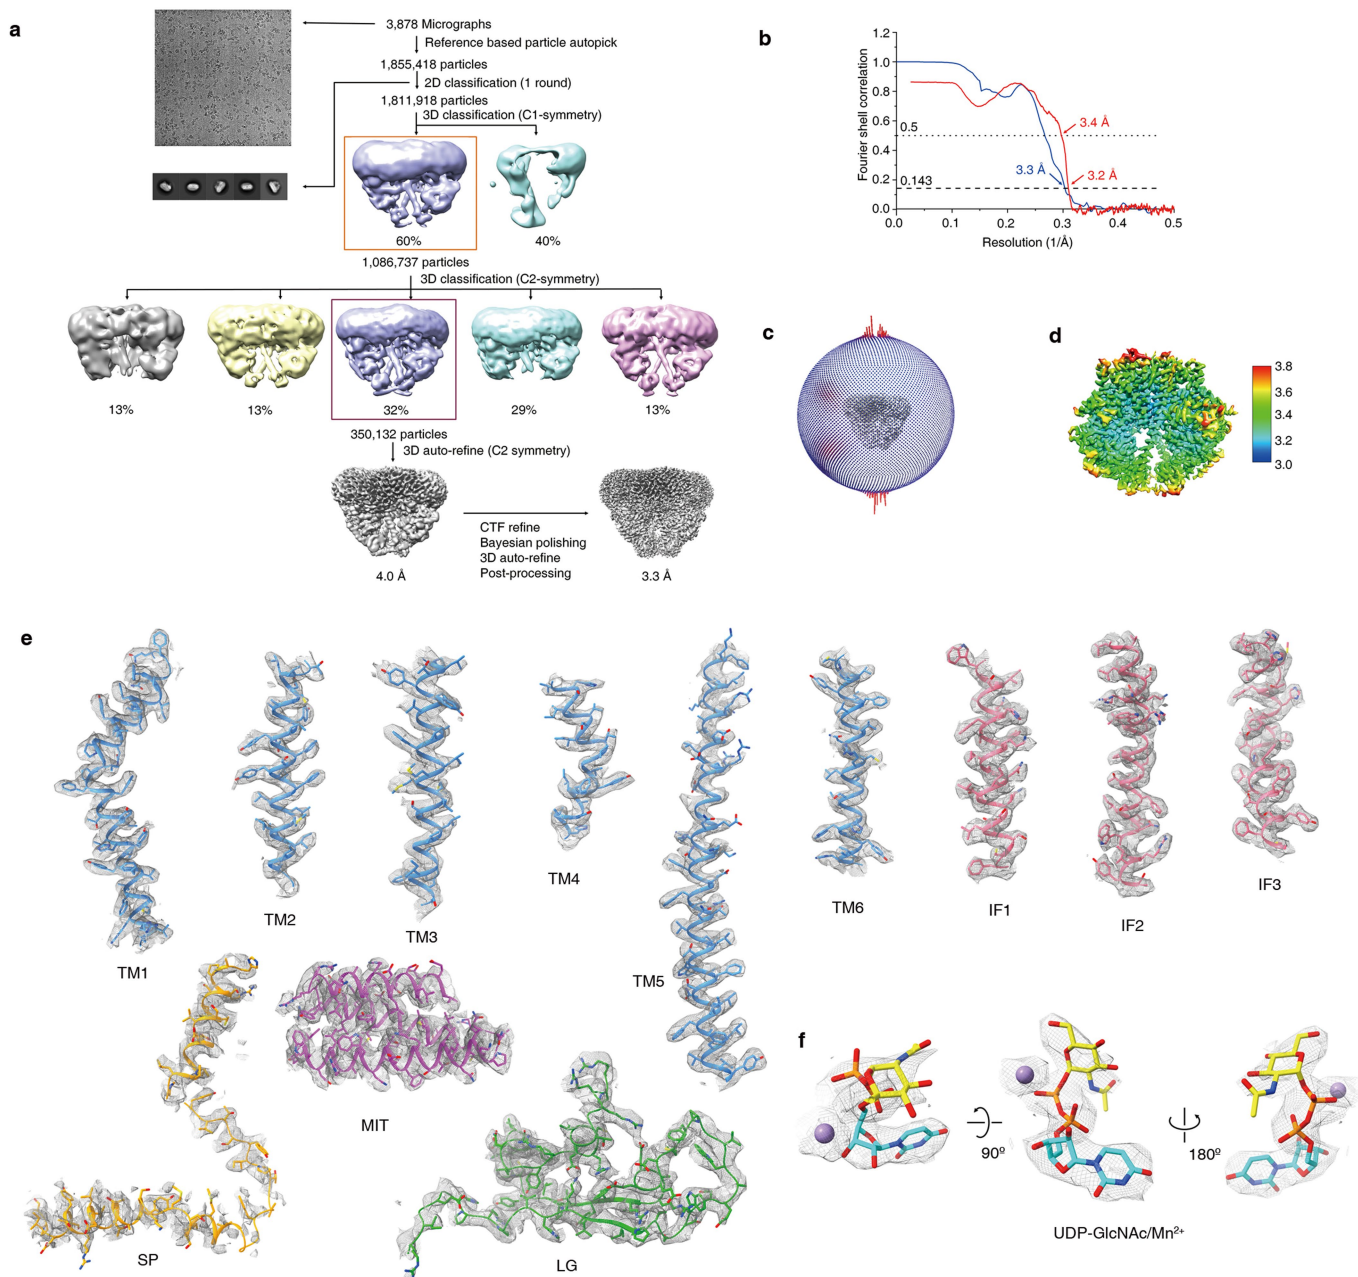 a
3,878 Micrographs
Reference based particle autopick
1,855,418 particles
2D classification (1 round)
1,811,918 particles
3D classification (C1-symmetry)
60%
40%
1,086,737 particles
3D classification (C2-symmetry)
13%
13%
32%
29%
13%
350,132 particles
3D auto-refine (C2 symmetry)
CTF refine
Bayesian polishing
3D auto-refine
Post-processing
4.0 Å
3.3 Å
b
Fourier shell correlation
1.2
1.0
0.8
0.6
0.4
0.2
0.0
0.5
0.143
3.4 Å
3.3 Å
3.2 Å
0.0
0.1
0.2
0.3
0.4
0.5
Resolution (1/Å)
c
d
3.8
3.6
3.4
3.2
3.0
e
TM1
TM2
TM3
TM4
TM5
TM6
IF1
IF2
IF3
SP
MIT
LG
f
90º
180º
UDP-GlcNAc/Mn²⁺